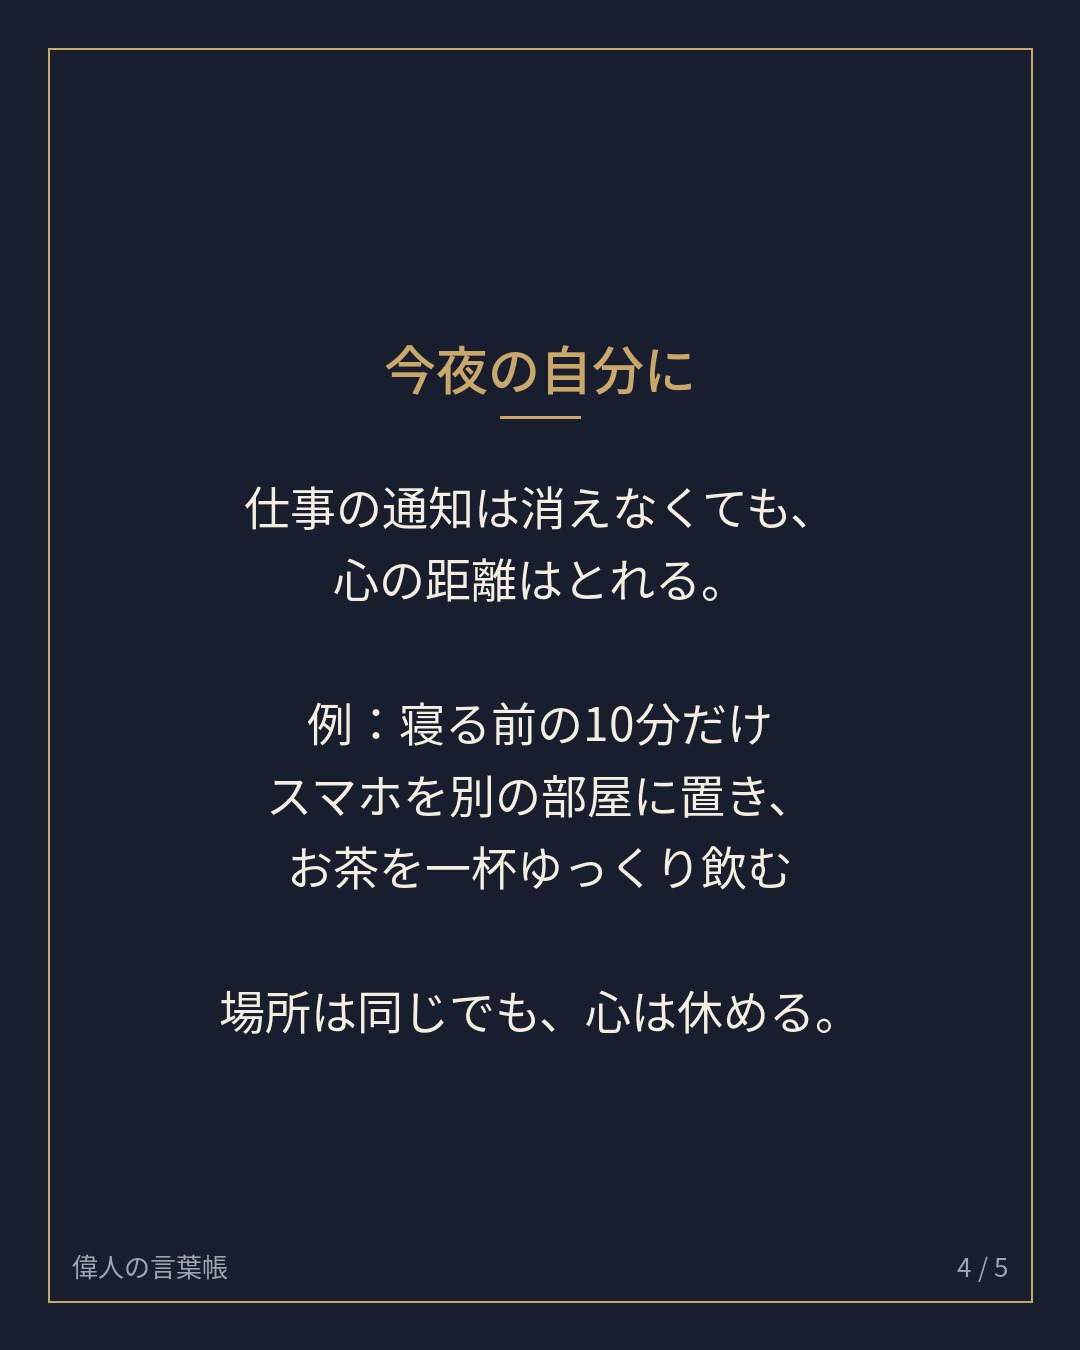 今夜の自分に
仕事の通知は消えなくても、
心の距離はとれる。
例：寝る前の10分だけ
スマホを別の部屋に置き、
お茶を一杯ゆっくり飲む
場所は同じでも、心は休める。
偉人の言葉帳
4 / 5